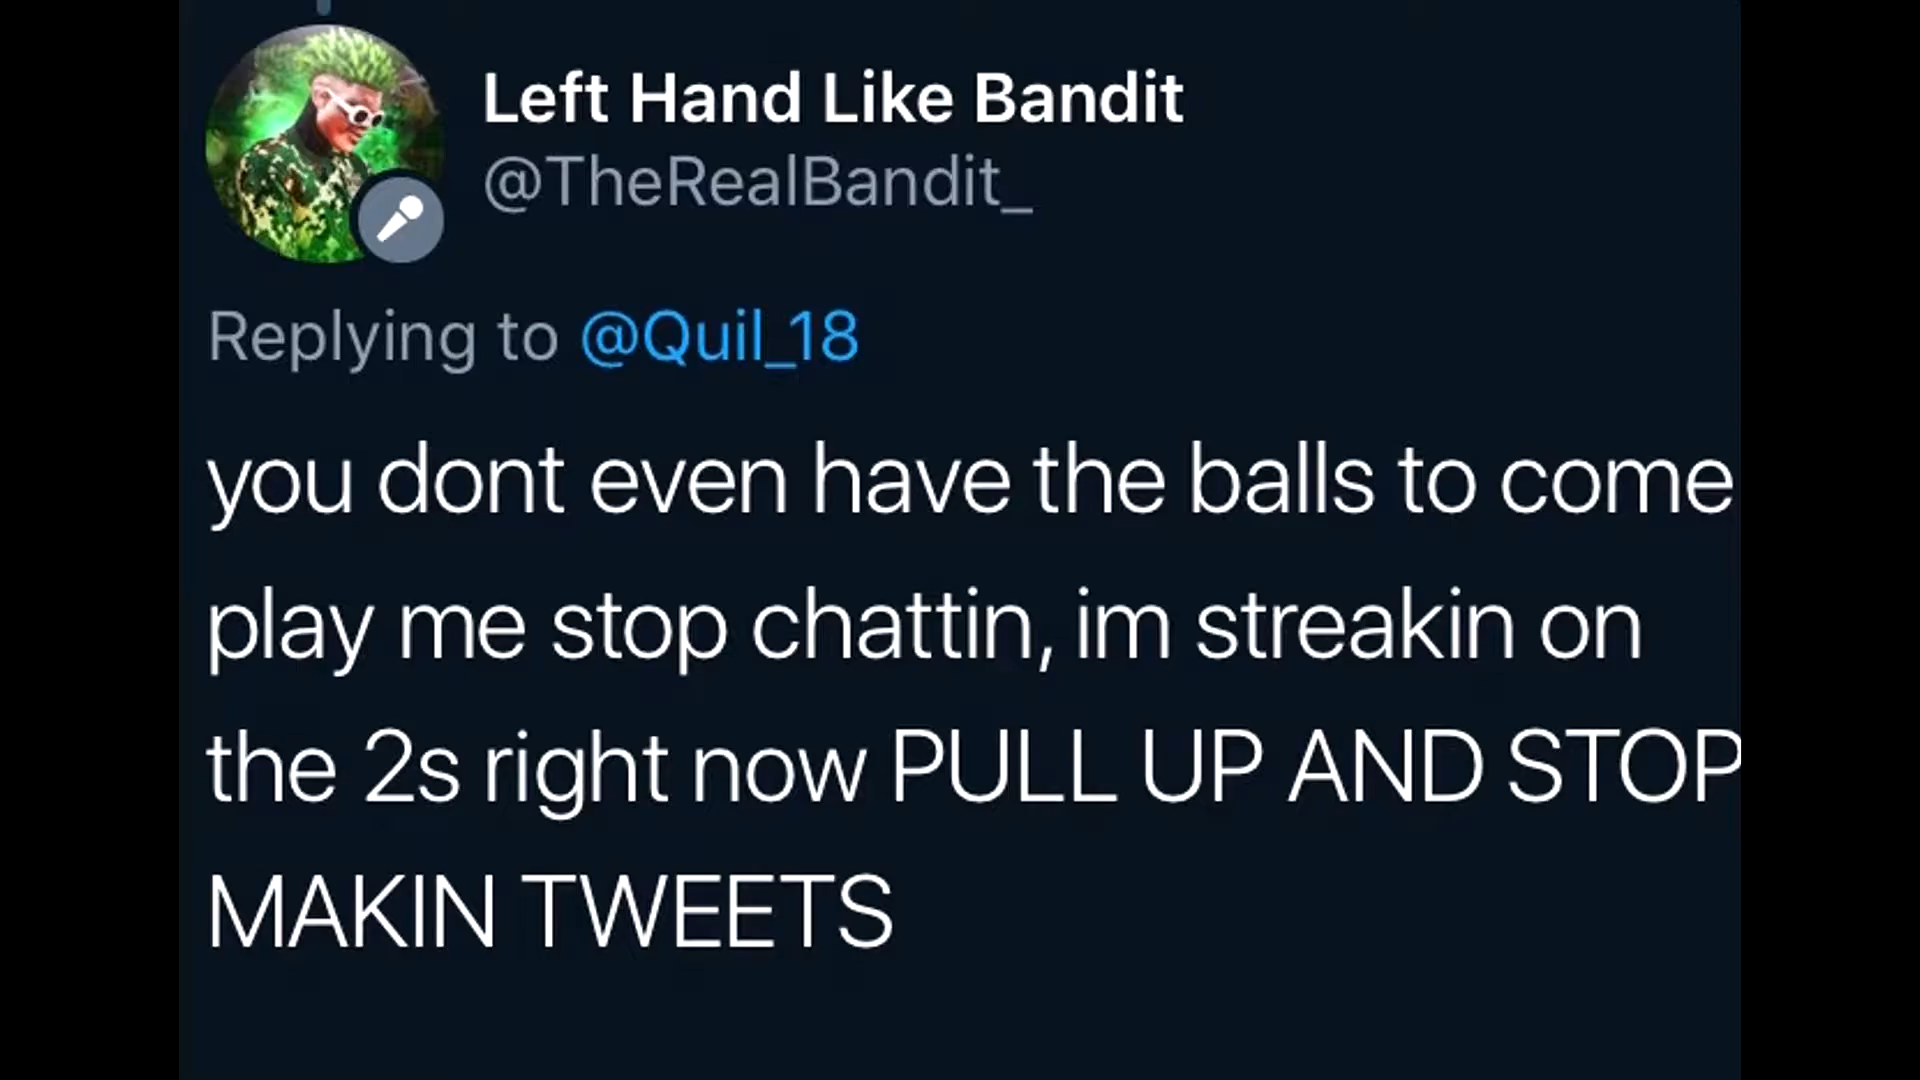 Left Hand Like Bandit
@TheRealBandit_
Replying to @Quil_18
you dont even have the balls to come
play me stop chattin, im streakin on
the 2s right now PULL UP AND STOP
MAKIN TWEETS